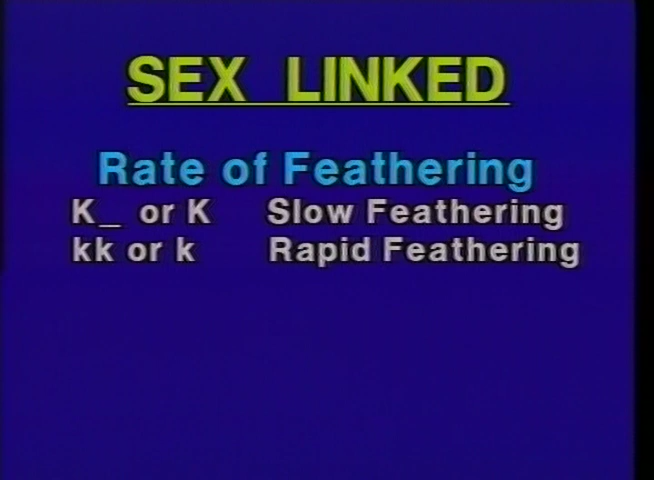 SEX LINKED
Rate of Feathering
K_ or K Slow Feathering
kk or k Rapid Feathering